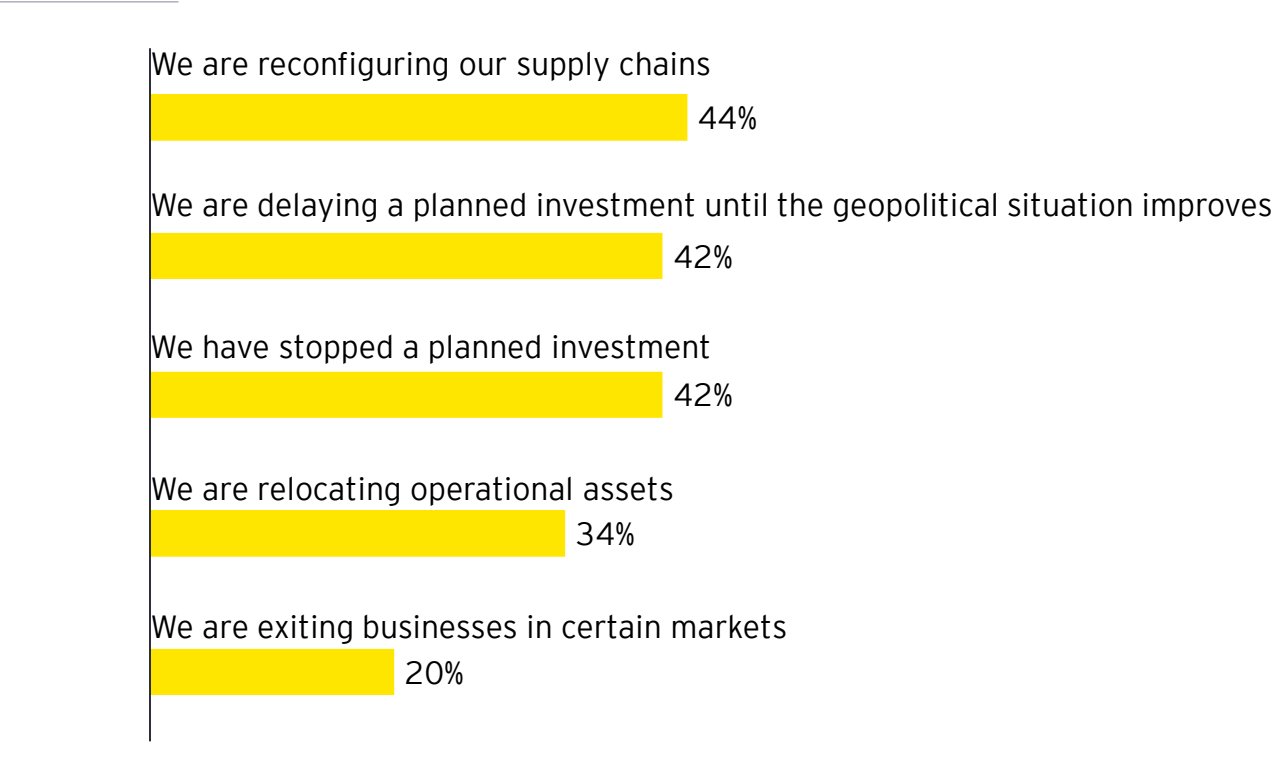 We are reconfiguring our supply chains
44%
We are delaying a planned investment until the geopolitical situation improves
42%
We have stopped a planned investment
42%
We are relocating operational assets
34%
We are exiting businesses in certain markets
20%